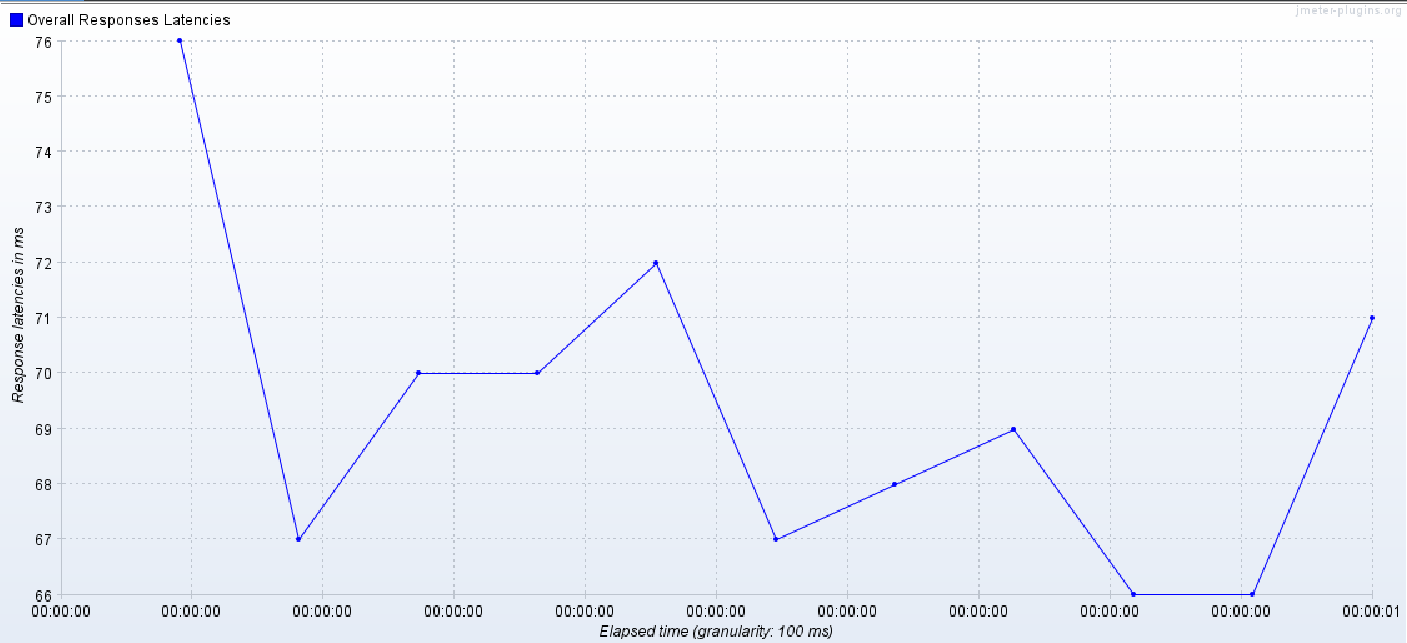 jmeter-plugins.org
Overall Responses Latencies
76
75
74
73
72
71
70
69
68
67
66
Response latencies in ms
00:00:00 00:00:00 00:00:00 00:00:00 00:00:00 00:00:00 00:00:00 00:00:00 00:00:00 00:00:00 00:00:01
Elapsed time (granularity: 100 ms)